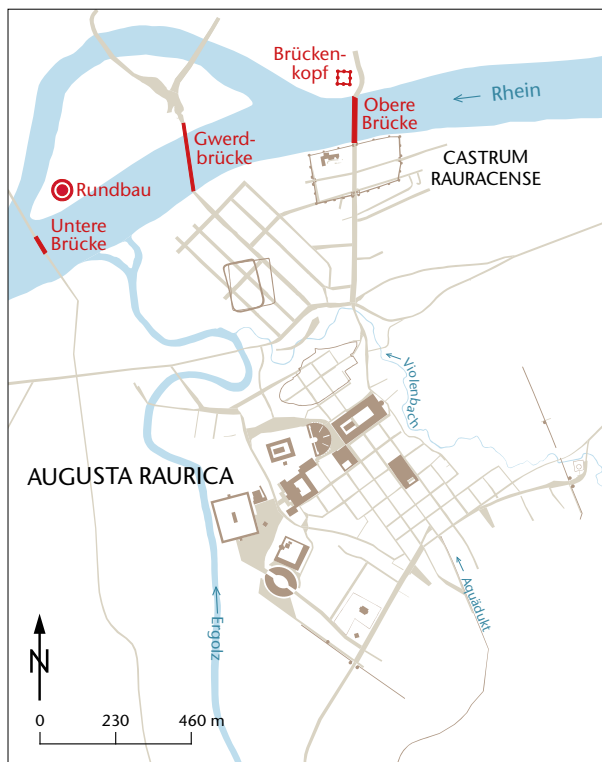 Brücken-
kopf
Obere
Brücke
Rhein
Gwerd-
brücke
CASTRUM
RAURACENSE
Rundbau
Untere
Brücke
Violenbach
AUGUSTA RAURICA
Aquädukt
Ergolz
N
0 230 460 m